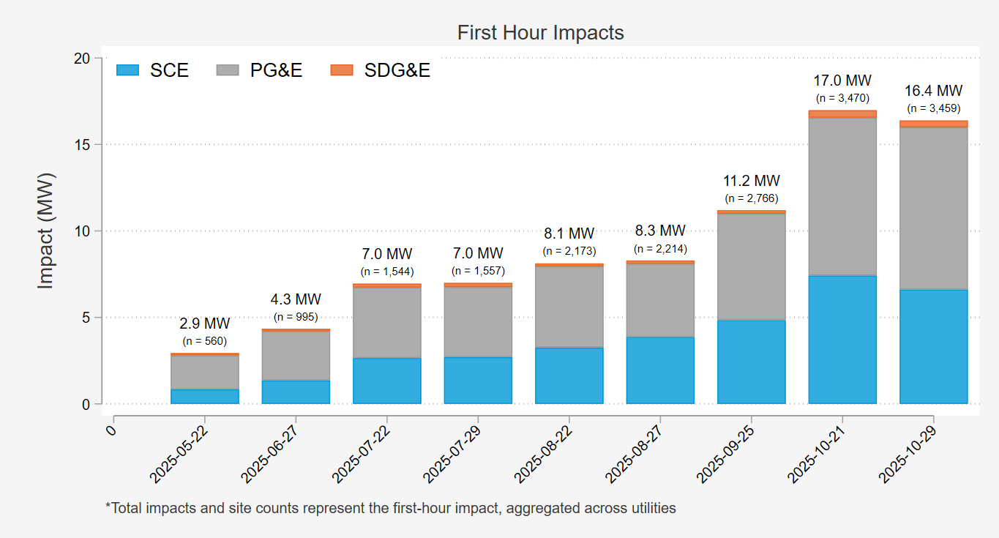 First Hour Impacts
SCE PG&E SDG&E
Impact (MW)
20
15
10
5
0
2.9 MW
(n = 560)
4.3 MW
(n = 995)
7.0 MW
(n = 1,544)
7.0 MW
(n = 1,557)
8.1 MW
(n = 2,173)
8.3 MW
(n = 2,214)
11.2 MW
(n = 2,766)
17.0 MW
(n = 3,470)
16.4 MW
(n = 3,459)
0
2025-05-22
2025-06-27
2025-07-22
2025-07-29
2025-08-22
2025-08-27
2025-09-25
2025-10-21
2025-10-29
*Total impacts and site counts represent the first-hour impact, aggregated across utilities